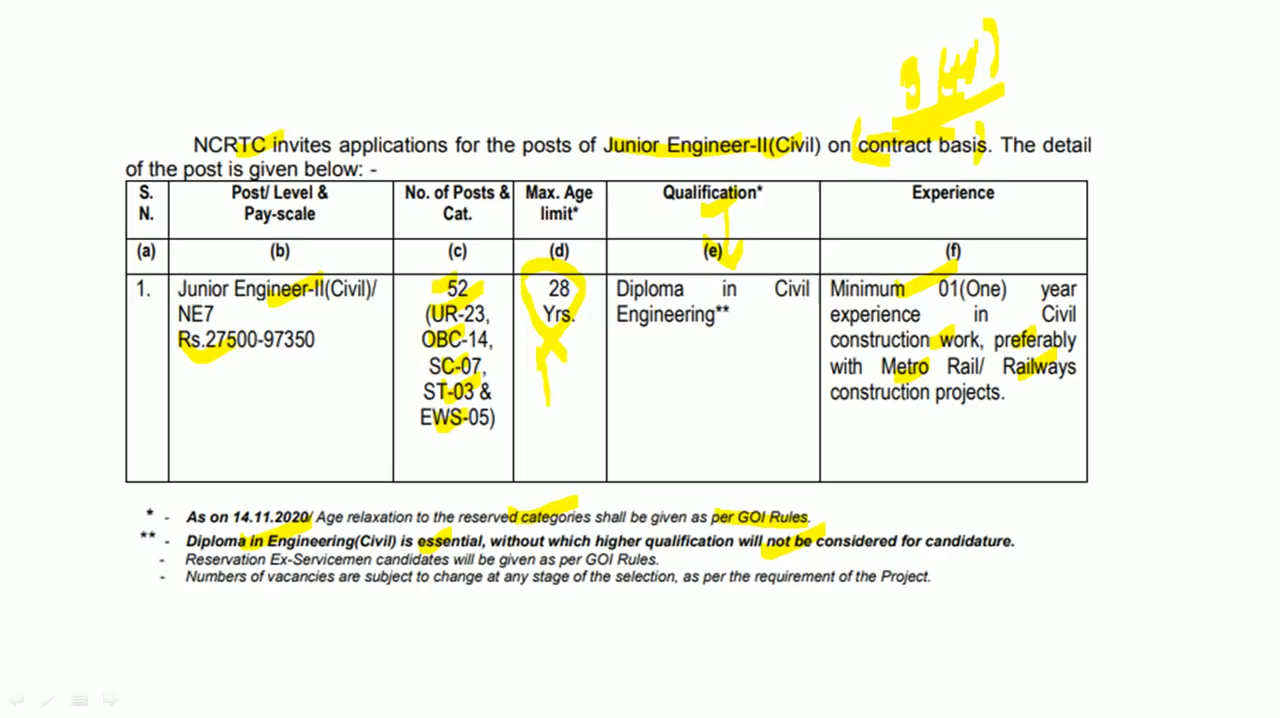 NCRTC invites applications for the posts of Junior Engineer-II(Civil) on contract basis. The detail
of the post is given below: -
S. N.
Post/ Level & Pay-scale
No. of Posts & Cat.
Max. Age limit*
Qualification*
Experience
(a)
(b)
(c)
(d)
(e)
(f)
1.
Junior Engineer-II(Civil)/
NE7
Rs.27500-97350
52
(UR-23,
OBC-14,
SC-07,
ST-03 &
EWS-05)
28
Yrs.
Diploma in Civil
Engineering**
Minimum 01(One) year
experience in Civil
construction work, preferably
with Metro Rail/ Railways
construction projects.
* - As on 14.11.2020/ Age relaxation to the reserved categories shall be given as per GOI Rules.
** - Diploma in Engineering(Civil) is essential, without which higher qualification will not be considered for candidature.
- Reservation Ex-Servicemen candidates will be given as per GOI Rules.
- Numbers of vacancies are subject to change at any stage of the selection, as per the requirement of the Project.